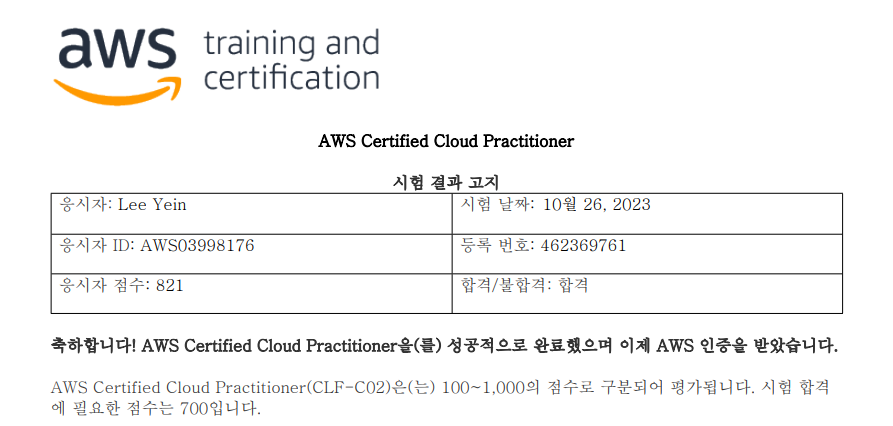 aws training and
certification
AWS Certified Cloud Practitioner
시험 결과 고지
응시자: Lee Yein
시험 날짜: 10월 26, 2023
응시자 ID: AWS03998176
등록 번호: 462369761
응시자 점수: 821
합격/불합격: 합격
축하합니다! AWS Certified Cloud Practitioner을(를) 성공적으로 완료했으며 이제 AWS 인증을 받았습니다.
AWS Certified Cloud Practitioner(CLF-C02)은(는) 100~1,000의 점수로 구분되어 평가됩니다. 시험 합격
에 필요한 점수는 700입니다.